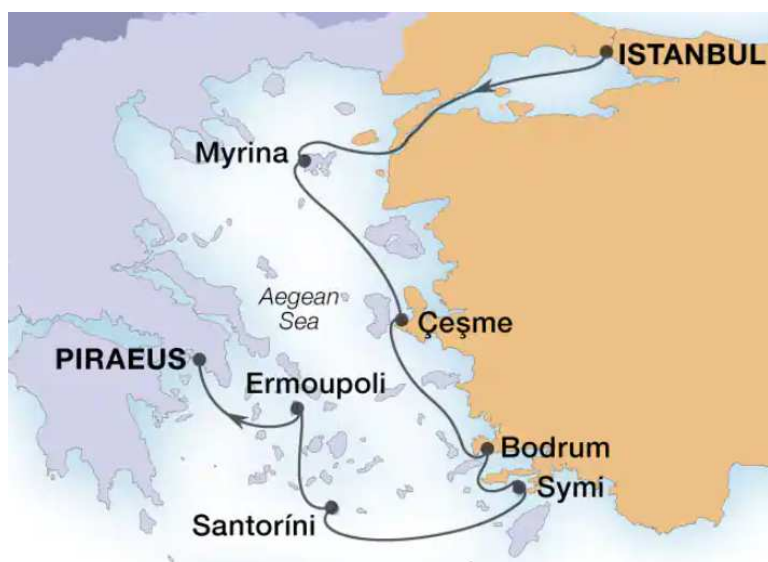 ISTANBUL
Myrina
Aegean
Sea
Çeşme
PIRAEUS
Ermoupoli
Bodrum
Symi
Santoríni